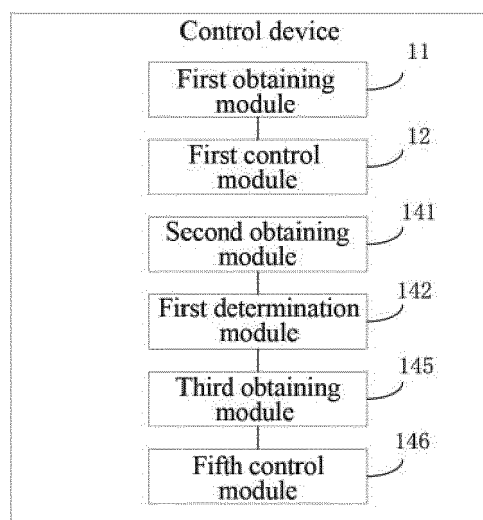 Control device
11
First obtaining
module
12
First control
module
141
Second obtaining
module
142
First determination
module
145
Third obtaining
module
146
Fifth control
module